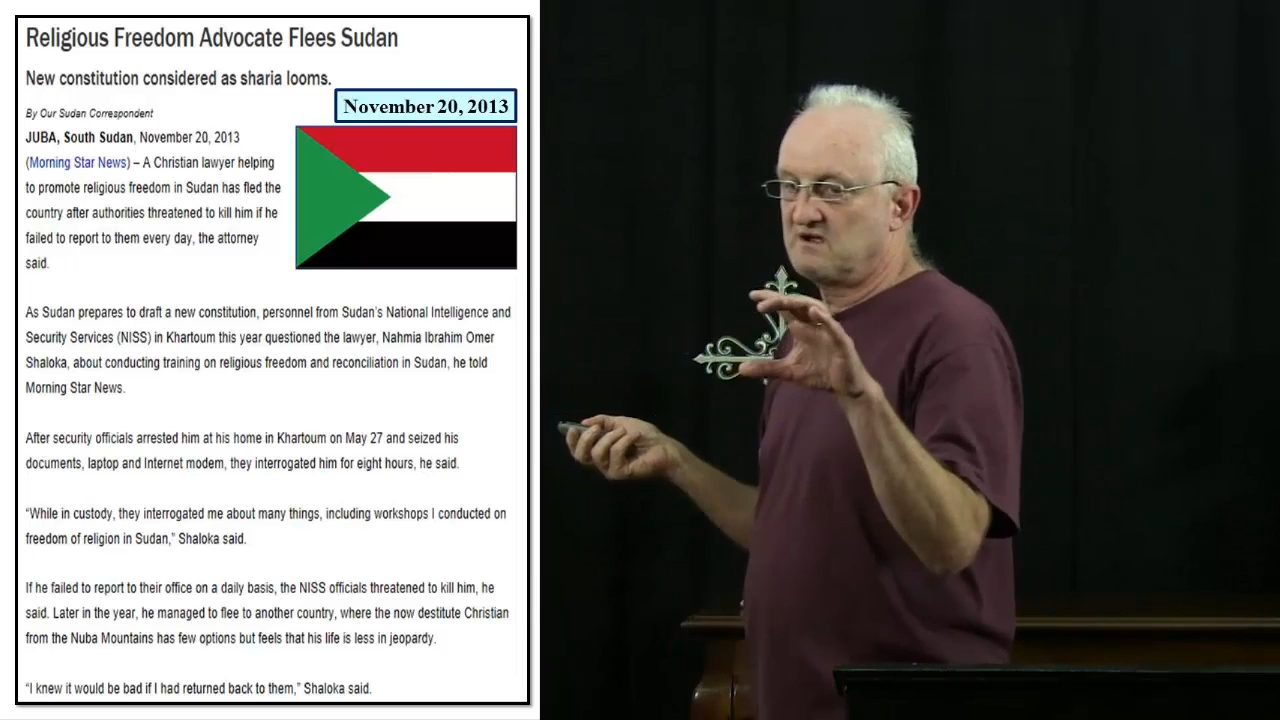 Religious Freedom Advocate Flees Sudan
New constitution considered as sharia looms.
November 20, 2013
By Our Sudan Correspondent
JUBA, South Sudan, November 20, 2013
(Morning Star News) – A Christian lawyer helping
to promote religious freedom in Sudan has fled the
country after authorities threatened to kill him if he
failed to report to them every day, the attorney
said.
As Sudan prepares to draft a new constitution, personnel from Sudan's National Intelligence and
Security Services (NISS) in Khartoum this year questioned the lawyer, Nahmia Ibrahim Omer
Shaloka, about conducting training on religious freedom and reconciliation in Sudan, he told
Morning Star News.
After security officials arrested him at his home in Khartoum on May 27 and seized his
documents, laptop and Internet modem, they interrogated him for eight hours, he said.
“While in custody, they interrogated me about many things, including workshops I conducted on
freedom of religion in Sudan,” Shaloka said.
If he failed to report to their office on a daily basis, the NISS officials threatened to kill him, he
said. Later in the year, he managed to flee to another country, where the now destitute Christian
from the Nuba Mountains has few options but feels that his life is less in jeopardy.
“I knew it would be bad if I had returned back to them,” Shaloka said.